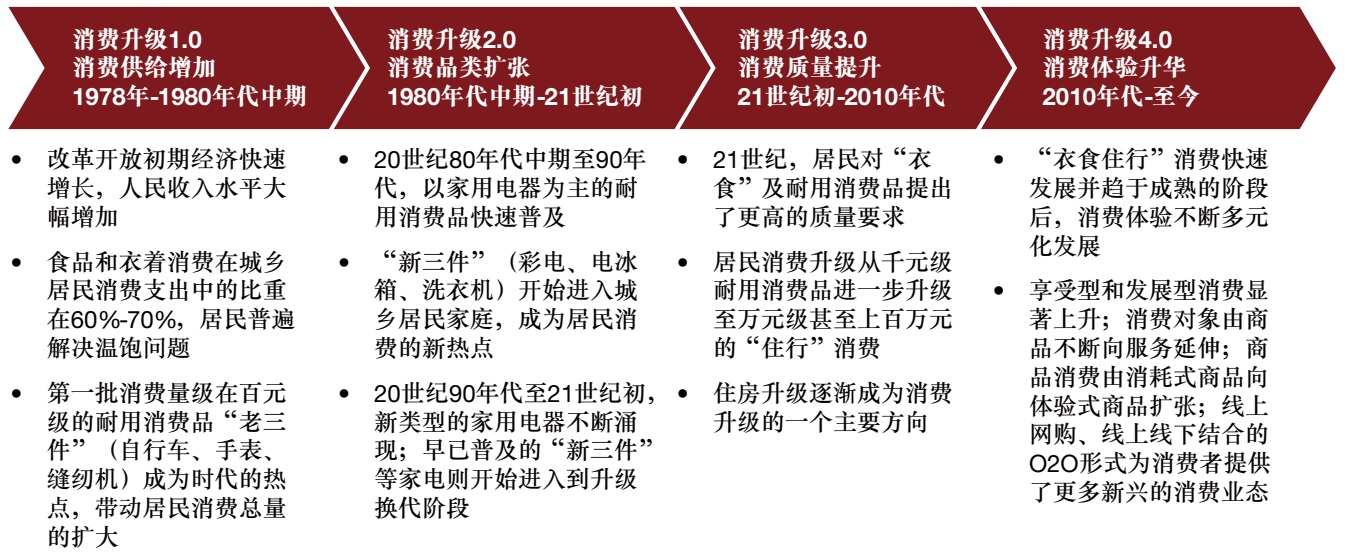 消费升级1.0
消费供给增加
1978年-1980年代中期
消费升级2.0
消费品类扩张
1980年代中期-21世纪初
消费升级3.0
消费质量提升
21世纪初-2010年代
消费升级4.0
消费体验升华
2010年代-至今
• 改革开放初期经济快速
增长，人民收入水平大
幅增加
• 食品和衣着消费在城乡
居民消费支出中的比重
在60%-70%，居民普遍
解决温饱问题
• 第一批消费量级在百元
级的耐用消费品“老三
件”（自行车、手表、
缝纫机）成为时代的热
点，带动居民消费总量
的扩大
• 20世纪80年代中期至90年
代，以家用电器为主的耐
用消费品快速普及
• “新三件”（彩电、电冰
箱、洗衣机）开始进入城
乡居民家庭，成为居民消
费的新热点
• 20世纪90年代至21世纪初，
新类型的家用电器不断涌
现；早已普及的“新三件”
等家电则开始进入到升级
换代阶段
• 21世纪，居民对“衣
食”及耐用消费品提出
了更高的质量要求
• 居民消费升级从千元级
耐用消费品进一步升级
至万元级甚至上百万元
的“住行”消费
• 住房升级逐渐成为消费
升级的一个主要方向
• “衣食住行”消费快速
发展并趋于成熟的阶段
后，消费体验不断多元
化发展
• 享受型和发展型消费显
著上升；消费对象由商
品不断向服务延伸；商
品消费由消耗式商品向
体验式商品扩张；线上
网购、线上线下结合的
O2O形式为消费者提供
了更多新兴的消费业态